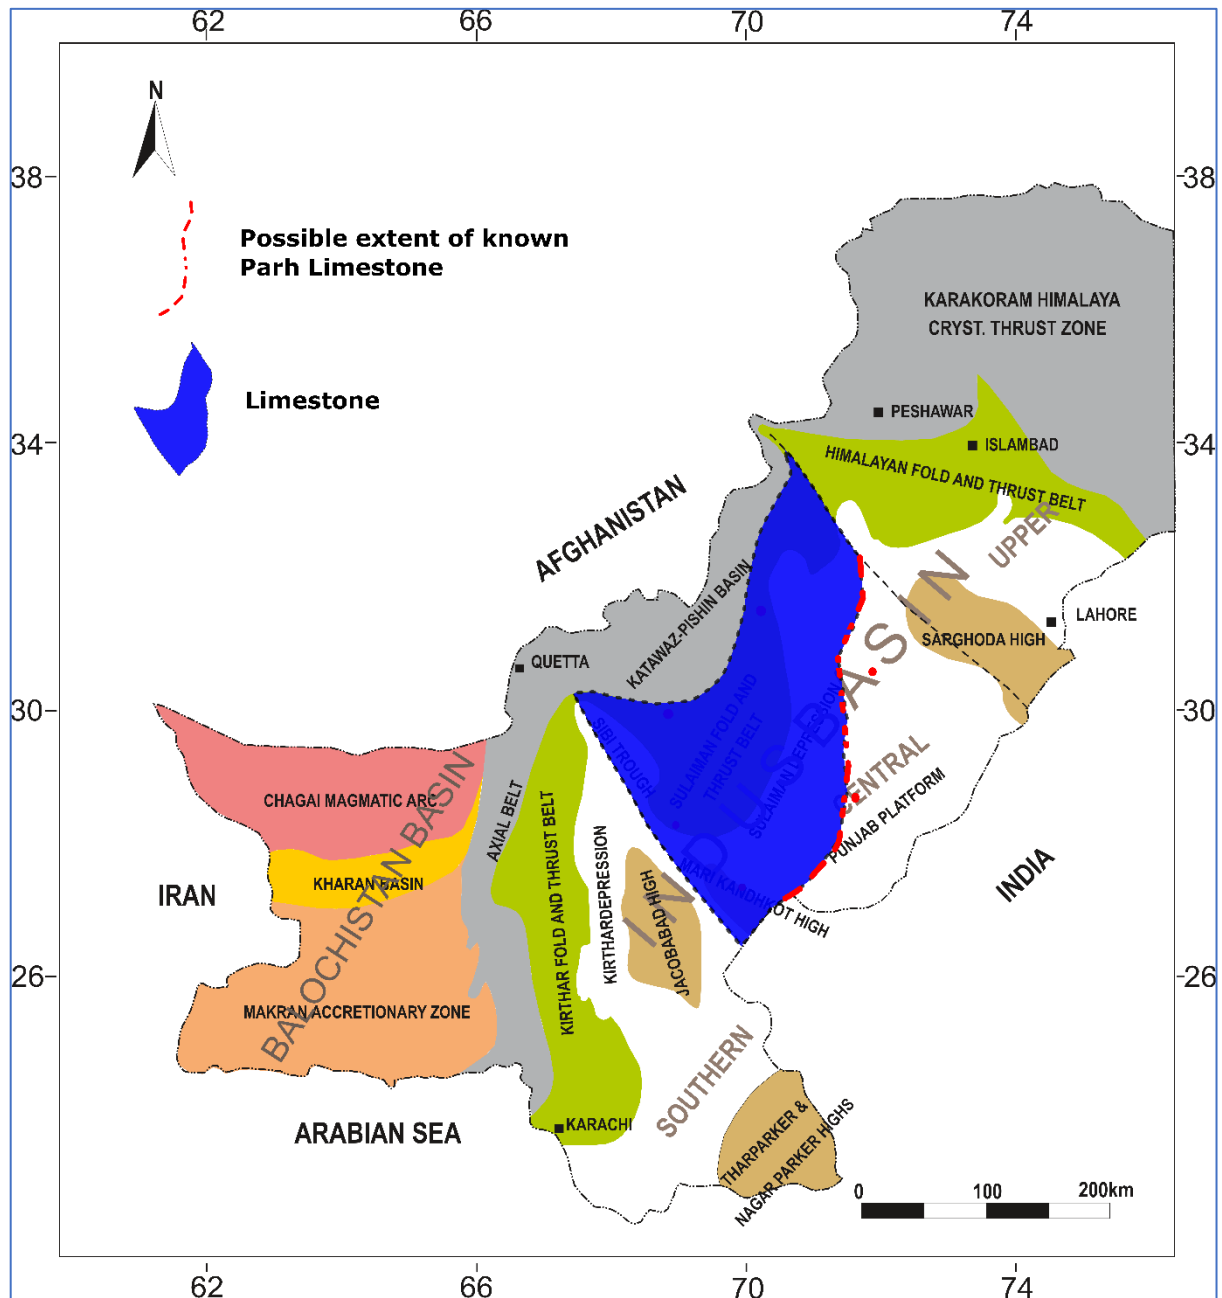 62
66
70
74
N
38
38
Possible extent of known
Parh Limestone
KARAKORAM HIMALAYA
CRYST. THRUST ZONE
Limestone
PESHAWAR
34
34
ISLAMBAD
HIMALAYAN FOLD AND THRUST BELT
AFGHANISTAN
UPPER
KATAWAZ-PISHIN BASIN
LAHORE
SARGHODA HIGH
QUETTA
30
30
SIBI TROUGH
SULAIMAN FOLD AND
THRUST BELT
SULAIMAN DEPRESSION
INDUS BASIN
CENTRAL
PUNJAB PLATFORM
CHAGAI MAGMATIC ARC
AXIAL BELT
KIRTHAR FOLD AND THRUST BELT
KHARAN BASIN
BALOCHISTAN BASIN
IRAN
INDIA
MARI KANDHKOT HIGH
KIRTHARDEPRESSION
JACOBABAD HIGH
26
26
MAKRAN ACCRETIONARY ZONE
SOUTHERN
ARABIAN SEA
KARACHI
THARPARKER &
NAGAR PARKER HIGHS
0
100
200km
62
66
70
74